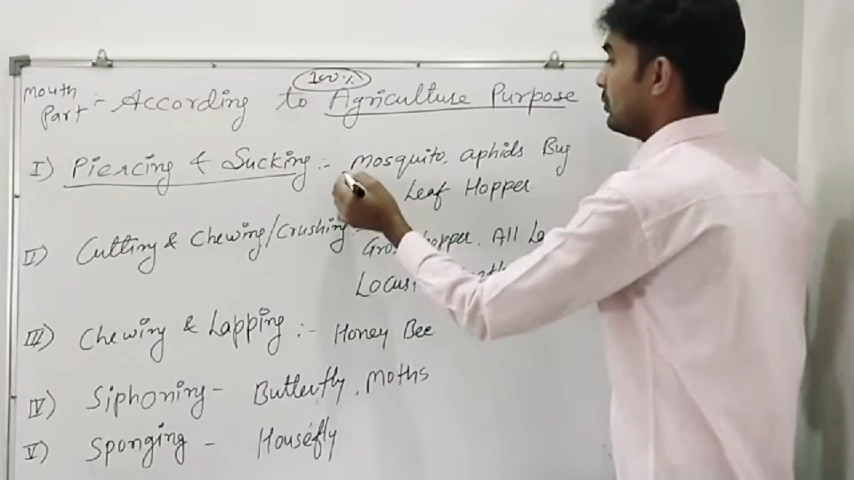 100%
Mouth Part :- According to Agriculture Purpose
I) Piercing & Sucking :- Mosquito, aphids Bug
Leaf Hopper
II) Cutting & Chewing/Crushing :- All
Locust
III) Chewing & Lapping :- Honey Bee
IV) Siphoning - Butterfly, Moths
V) Sponging - Housefly